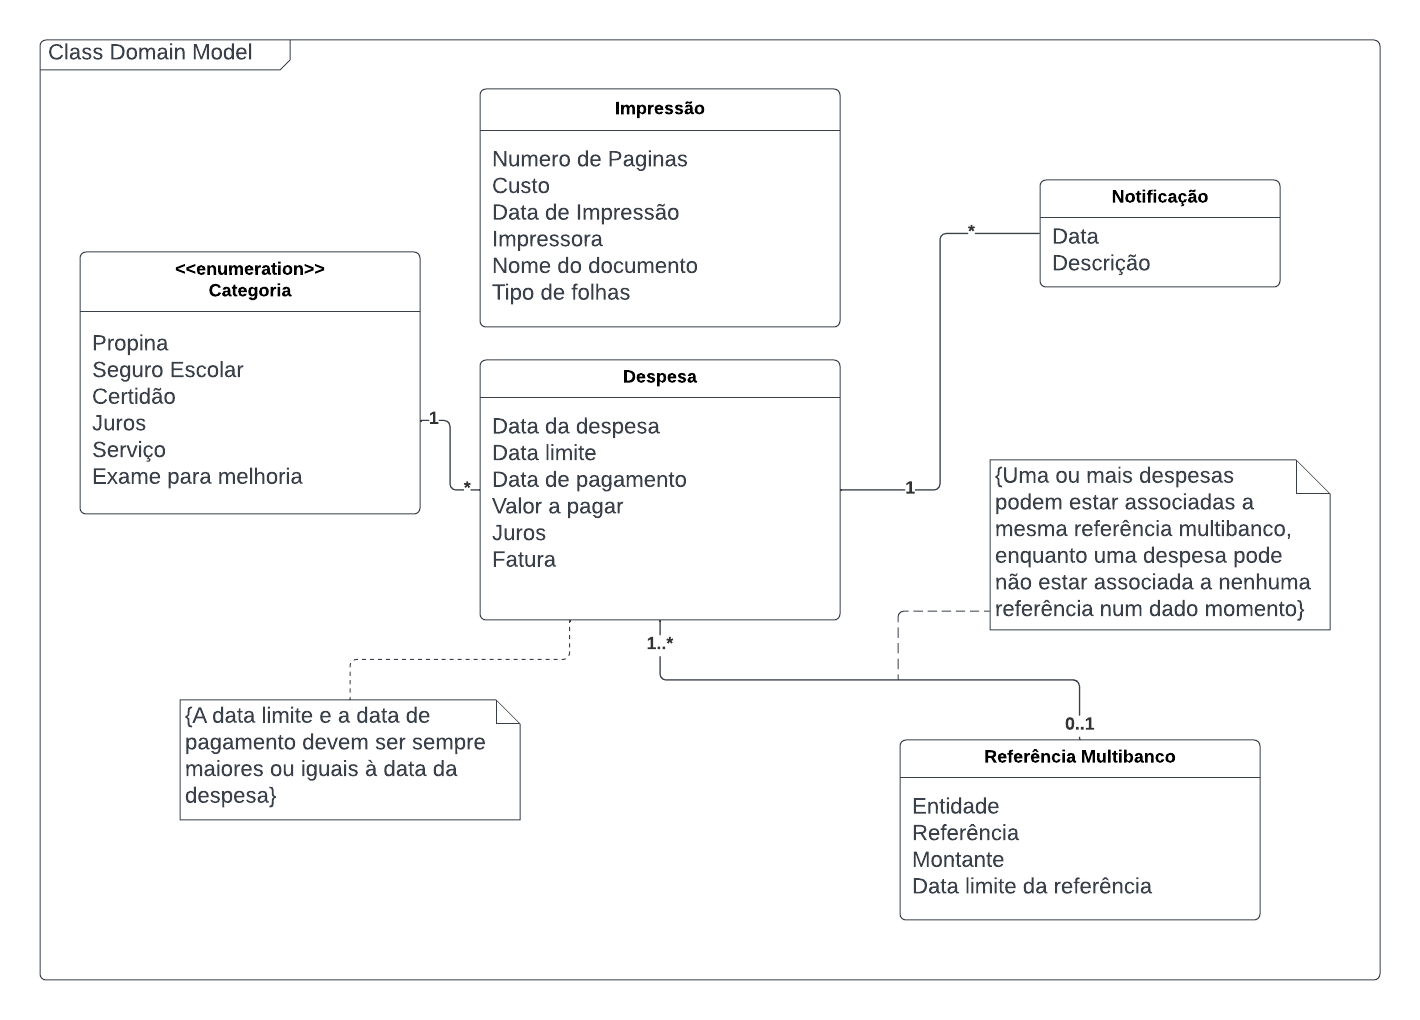 Class Domain Model
Impressão
Numero de Paginas
Custo
Data de Impressão
Impressora
Nome do documento
Tipo de folhas
Notificação
Data
Descrição
*
<<enumeration>>
Categoria
Propina
Seguro Escolar
Certidão
Juros
Serviço
Exame para melhoria
1
*
Despesa
Data da despesa
Data limite
Data de pagamento
Valor a pagar
Juros
Fatura
1
{Uma ou mais despesas
podem estar associadas a
mesma referência multibanco,
enquanto uma despesa pode
não estar associada a nenhuma
referência num dado momento}
1..*
{A data limite e a data de
pagamento devem ser sempre
maiores ou iguais à data da
despesa}
0..1
Referência Multibanco
Entidade
Referência
Montante
Data limite da referência